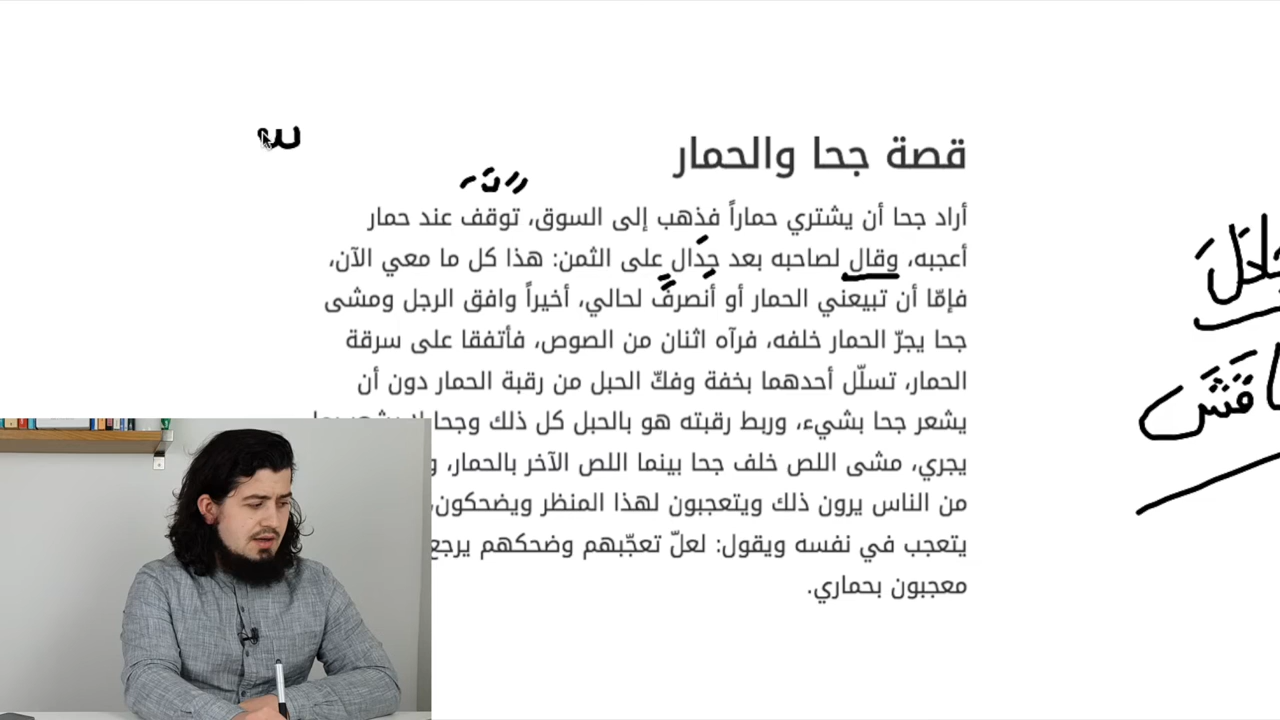 قصة جحا والحمار
أراد جحا أن يشتري حماراً فذهب إلى السوق، توقف عند حمار
أعجبه، وقال لصاحبه بعد جِدَال على الثمن: هذا كل ما معي الآن،
فإمّا أن تبيعني الحمار أو أنصرف لحالي، أخيراً وافق الرجل ومشى
جحا يجرّ الحمار خلفه، فرآه اثنان من الصوص، فأتفقا على سرقة
الحمار، تسلّل أحدهما بخفة وفكّ الحبل من رقبة الحمار دون أن
يشعر جحا بشيء، وربط رقبته هو بالحبل كل ذلك وجحا
يجري، مشى اللص خلف جحا بينما اللص الآخر بالحمار،
من الناس يرون ذلك ويتعجبون لهذا المنظر ويضحكون،
يتعجب في نفسه ويقول: لعلّ تعجّبهم وضحكهم
معجبون بحماري.